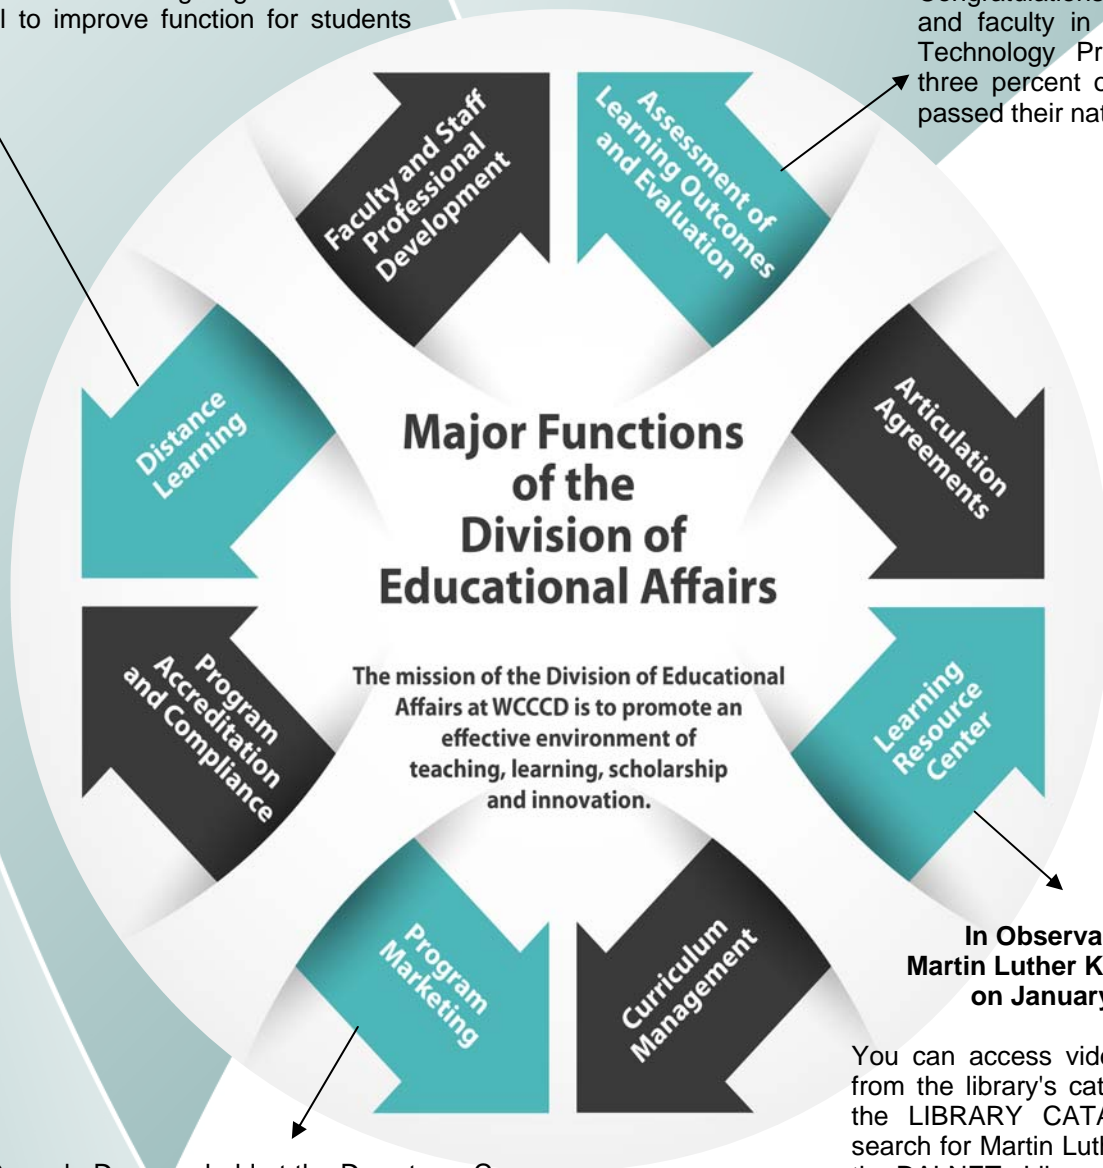 l to improve function for students
and faculty in
Technology
three percent
passed their
Faculty and Staff
Professional
Development
Assessment of
Learning Outcomes
and Evaluation
Distance
Learning
Articulation
Agreements
Major Functions
of the
Division of
Educational Affairs
The mission of the Division of Educational
Affairs at WCCCD is to promote an
effective environment of
teaching, learning, scholarship
and innovation.
Program
Accreditation
and Compliance
Learning
Resource
Center
Program
Marketing
Curriculum
Management
In
Martin Luther
on January
You can access
from the library's
the LIBRARY
search for Martin